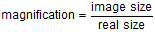 magnification = image size / real size